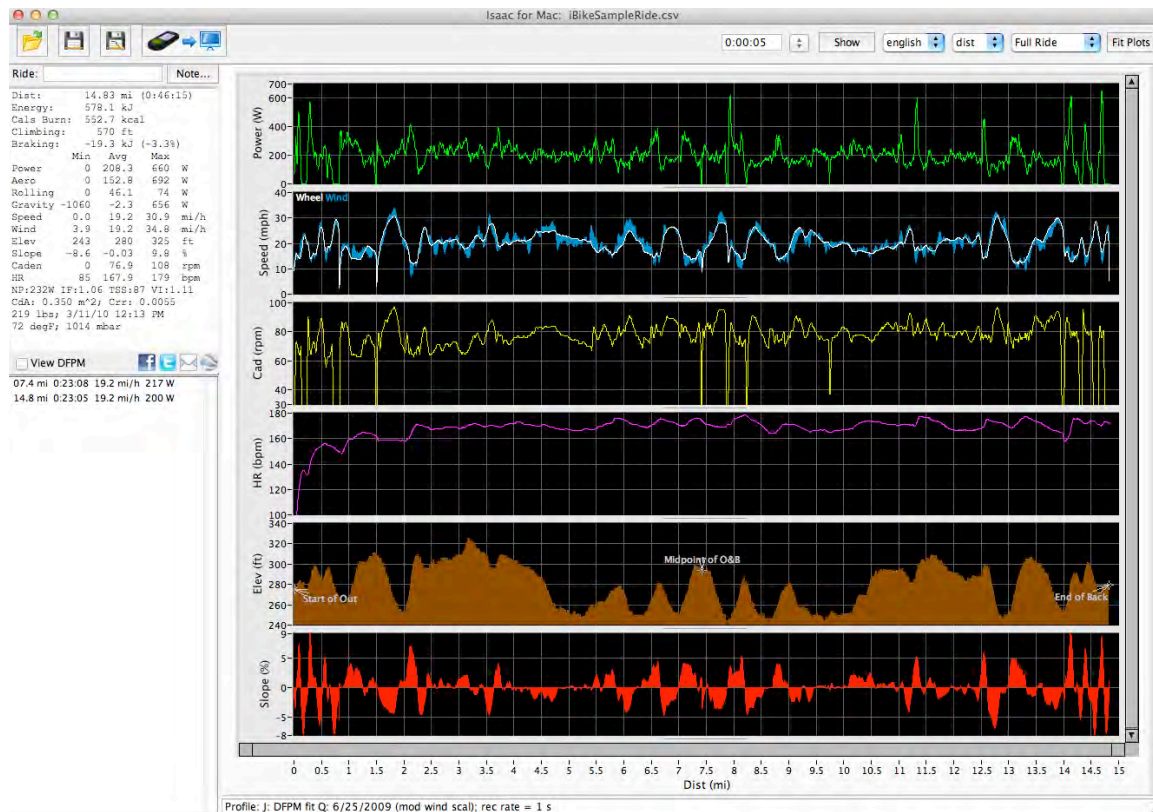 Isaac for Mac:  iBikeSampleRide.csv
0:00:05 Show english dist Full Ride Fit Plots
Ride: Note...
Dist: 14.83 mi (0:46:15)
Energy: 578.1 kJ
Cals Burn: 552.7 kcal
Climbing: 570 ft
Braking: -19.3 kJ (-3.3%)
Min Avg Max
Power 0 208.3 660 W
Aero 0 152.8 692 W
Rolling 0 46.1 74 W
Gravity -1060 -2.3 656 W
Speed 0.0 19.2 30.9 mi/h
Wind 3.9 19.2 34.8 mi/h
Elev 243 280 325 ft
Slope -8.6 -0.03 9.8 %
Caden 0 76.9 108 rpm
HR 85 167.9 179 bpm
NP:232W IF:1.06 TSS:87 VI:1.11
CdA: 0.350 m^2; Crr: 0.0055
219 lbs; 3/11/10 12:13 PM
72 degF; 1014 mbar
View DFPM
07.4 mi 0:23:08 19.2 mi/h 217 W
14.8 mi 0:23:05 19.2 mi/h 200 W
Power (W)
700
600
400
200
0
Speed (mph)
Wheel Wind
40
30
20
10
0
Cad (rpm)
100
80
60
40
30
HR (bpm)
180
160
140
120
100
Elev (ft)
340
320
300
280
260
240
Start of Out
Midpoint of O&B
End of Back
Slope (%)
9
5
0
-5
-8
0 0.5 1 1.5 2 2.5 3 3.5 4 4.5 5 5.5 6 6.5 7 7.5 8 8.5 9 9.5 10 10.5 11 11.5 12 12.5 13 13.5 14 14.5 15
Dist (mi)
Profile: J: DFPM fit Q: 6/25/2009 (mod wind scal); rec rate = 1 s